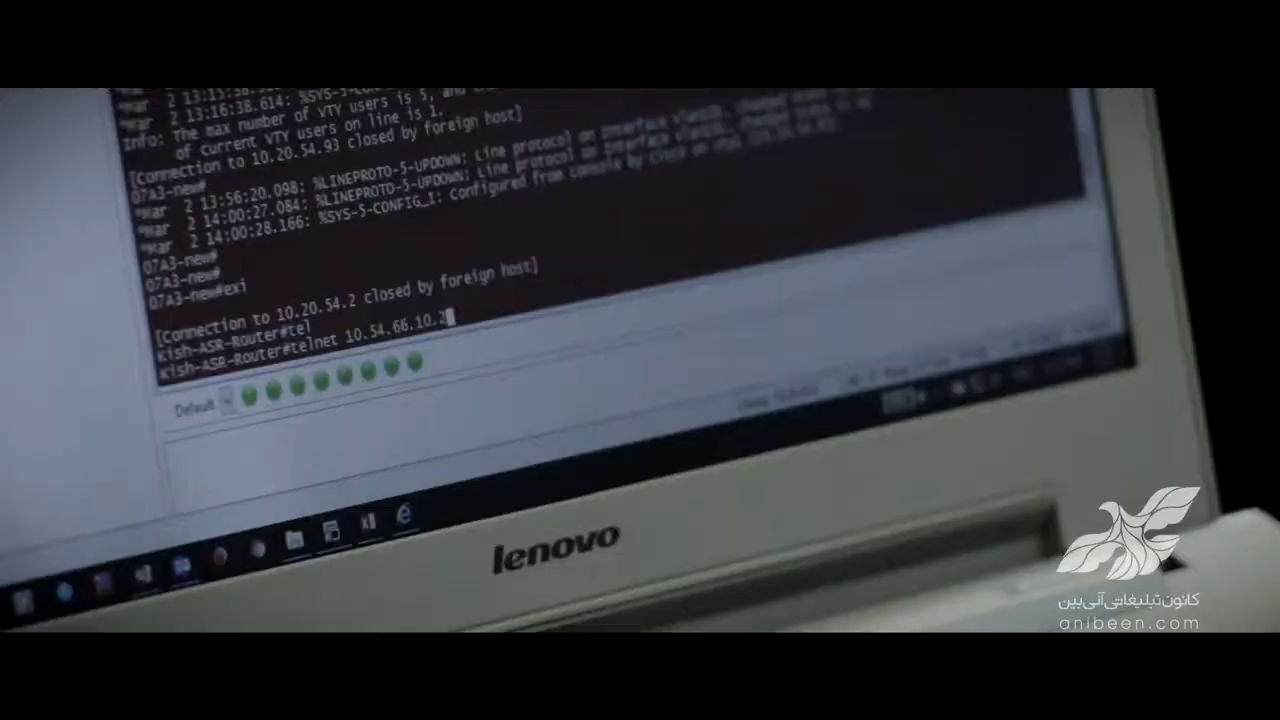 *Mar 2 13:16:38.614: %SYS-5-
Info: The max number of VTY users is 5, and
of current VTY users on line is 1.
[Connection to 10.20.54.93 closed by foreign host]
07A3-new#
*Mar 2 13:56:20.098: %LINEPROTO-5-UPDOWN: Line protocol on Interface
*Mar 2 14:00:27.084: %LINEPROTO-5-UPDOWN: Line protocol on Interface
*Mar 2 14:00:28.166: %SYS-5-CONFIG_I: Configured from console by cisco on
07A3-new#
07A3-new#
07A3-new#exi
[Connection to 10.20.54.2 closed by foreign host]
Kish-ASR-Router#tel
Kish-ASR-Router#telnet 10.54.66.10.2
Default
lenovo
کانون تبلیغاتی آنی بین
anibeen.com